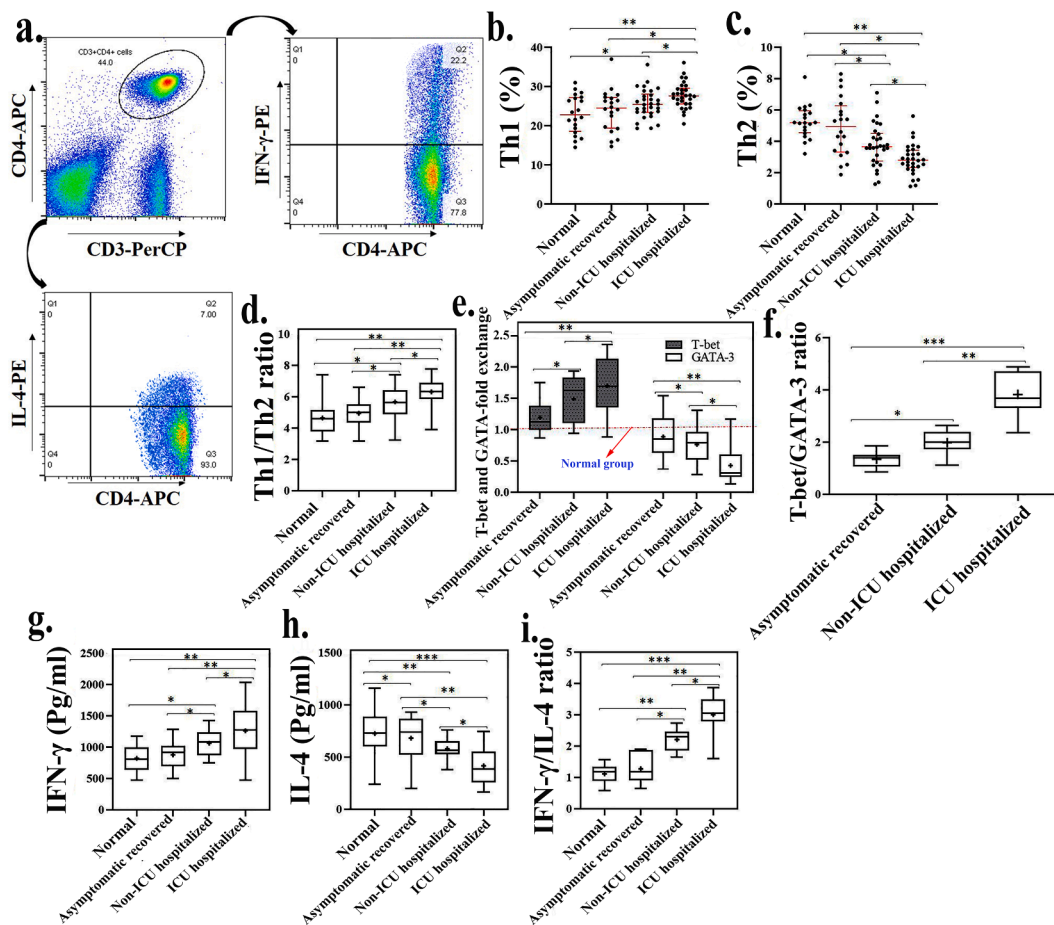 a.
CD3+CD4+ cells
44.0
CD4-APC
CD3-PerCP
Q1
0
Q2
22.2
IFN-γ-PE
Q4
0
Q3
77.8
CD4-APC
Q1
0
Q2
7.00
IL-4-PE
Q4
0
Q3
93.0
CD4-APC
b.
Th1 (%)
40
30
20
10
0
**
*
*
*
Normal
Asymptomatic recovered
Non-ICU hospitalized
ICU hospitalized
c.
Th2 (%)
10
8
6
4
2
0
**
*
*
*
*
Normal
Asymptomatic recovered
Non-ICU hospitalized
ICU hospitalized
d.
Th1/Th2 ratio
10
8
6
4
2
0
**
**
*
*
*
Normal
Asymptomatic recovered
Non-ICU hospitalized
ICU hospitalized
e.
T-bet and GATA-fold exchange
2.5
2.0
1.5
1.0
0.5
0.0
**
*
*
T-bet
GATA-3
**
*
*
Normal group
Asymptomatic recovered
Non-ICU hospitalized
ICU hospitalized
Asymptomatic recovered
Non-ICU hospitalized
ICU hospitalized
f.
T-bet/GATA-3 ratio
6
4
2
0
***
**
*
Asymptomatic recovered
Non-ICU hospitalized
ICU hospitalized
g.
IFN-γ (Pg/ml)
2500
2000
1500
1000
500
0
**
**
*
*
*
Normal
Asymptomatic recovered
Non-ICU hospitalized
ICU hospitalized
h.
IL-4 (Pg/ml)
1500
1000
500
0
***
**
*
**
*
*
Normal
Asymptomatic recovered
Non-ICU hospitalized
ICU hospitalized
i.
IFN-γ/IL-4 ratio
5
4
3
2
1
0
***
**
*
**
*
Normal
Asymptomatic recovered
Non-ICU hospitalized
ICU hospitalized